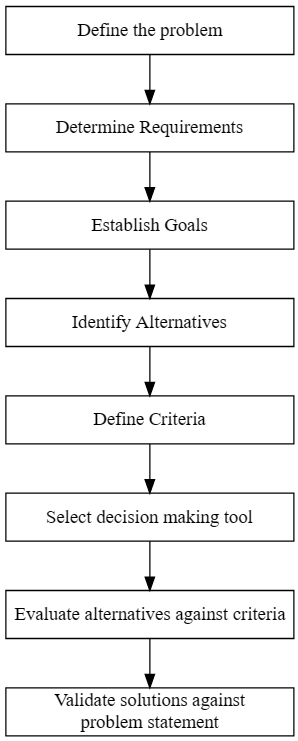 Define the problem
Determine Requirements
Establish Goals
Identify Alternatives
Define Criteria
Select decision making tool
Evaluate alternatives against criteria
Validate solutions against
problem statement